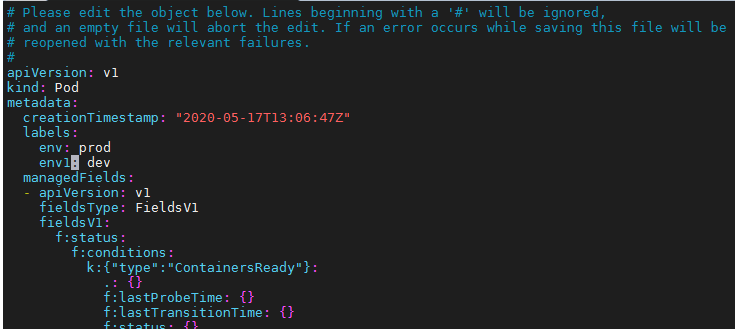 # Please edit the object below. Lines beginning with a '#' will be ignored,
# and an empty file will abort the edit. If an error occurs while saving this file will be
# reopened with the relevant failures.
#
apiVersion: v1
kind: Pod
metadata:
  creationTimestamp: "2020-05-17T13:06:47Z"
  labels:
    env: prod
    env1: dev
  managedFields:
  - apiVersion: v1
    fieldsType: FieldsV1
    fieldsV1:
      f:status:
        f:conditions:
          k:{"type":"ContainersReady"}:
            .: {}
            f:lastProbeTime: {}
            f:lastTransitionTime: {}
            f:status: {}